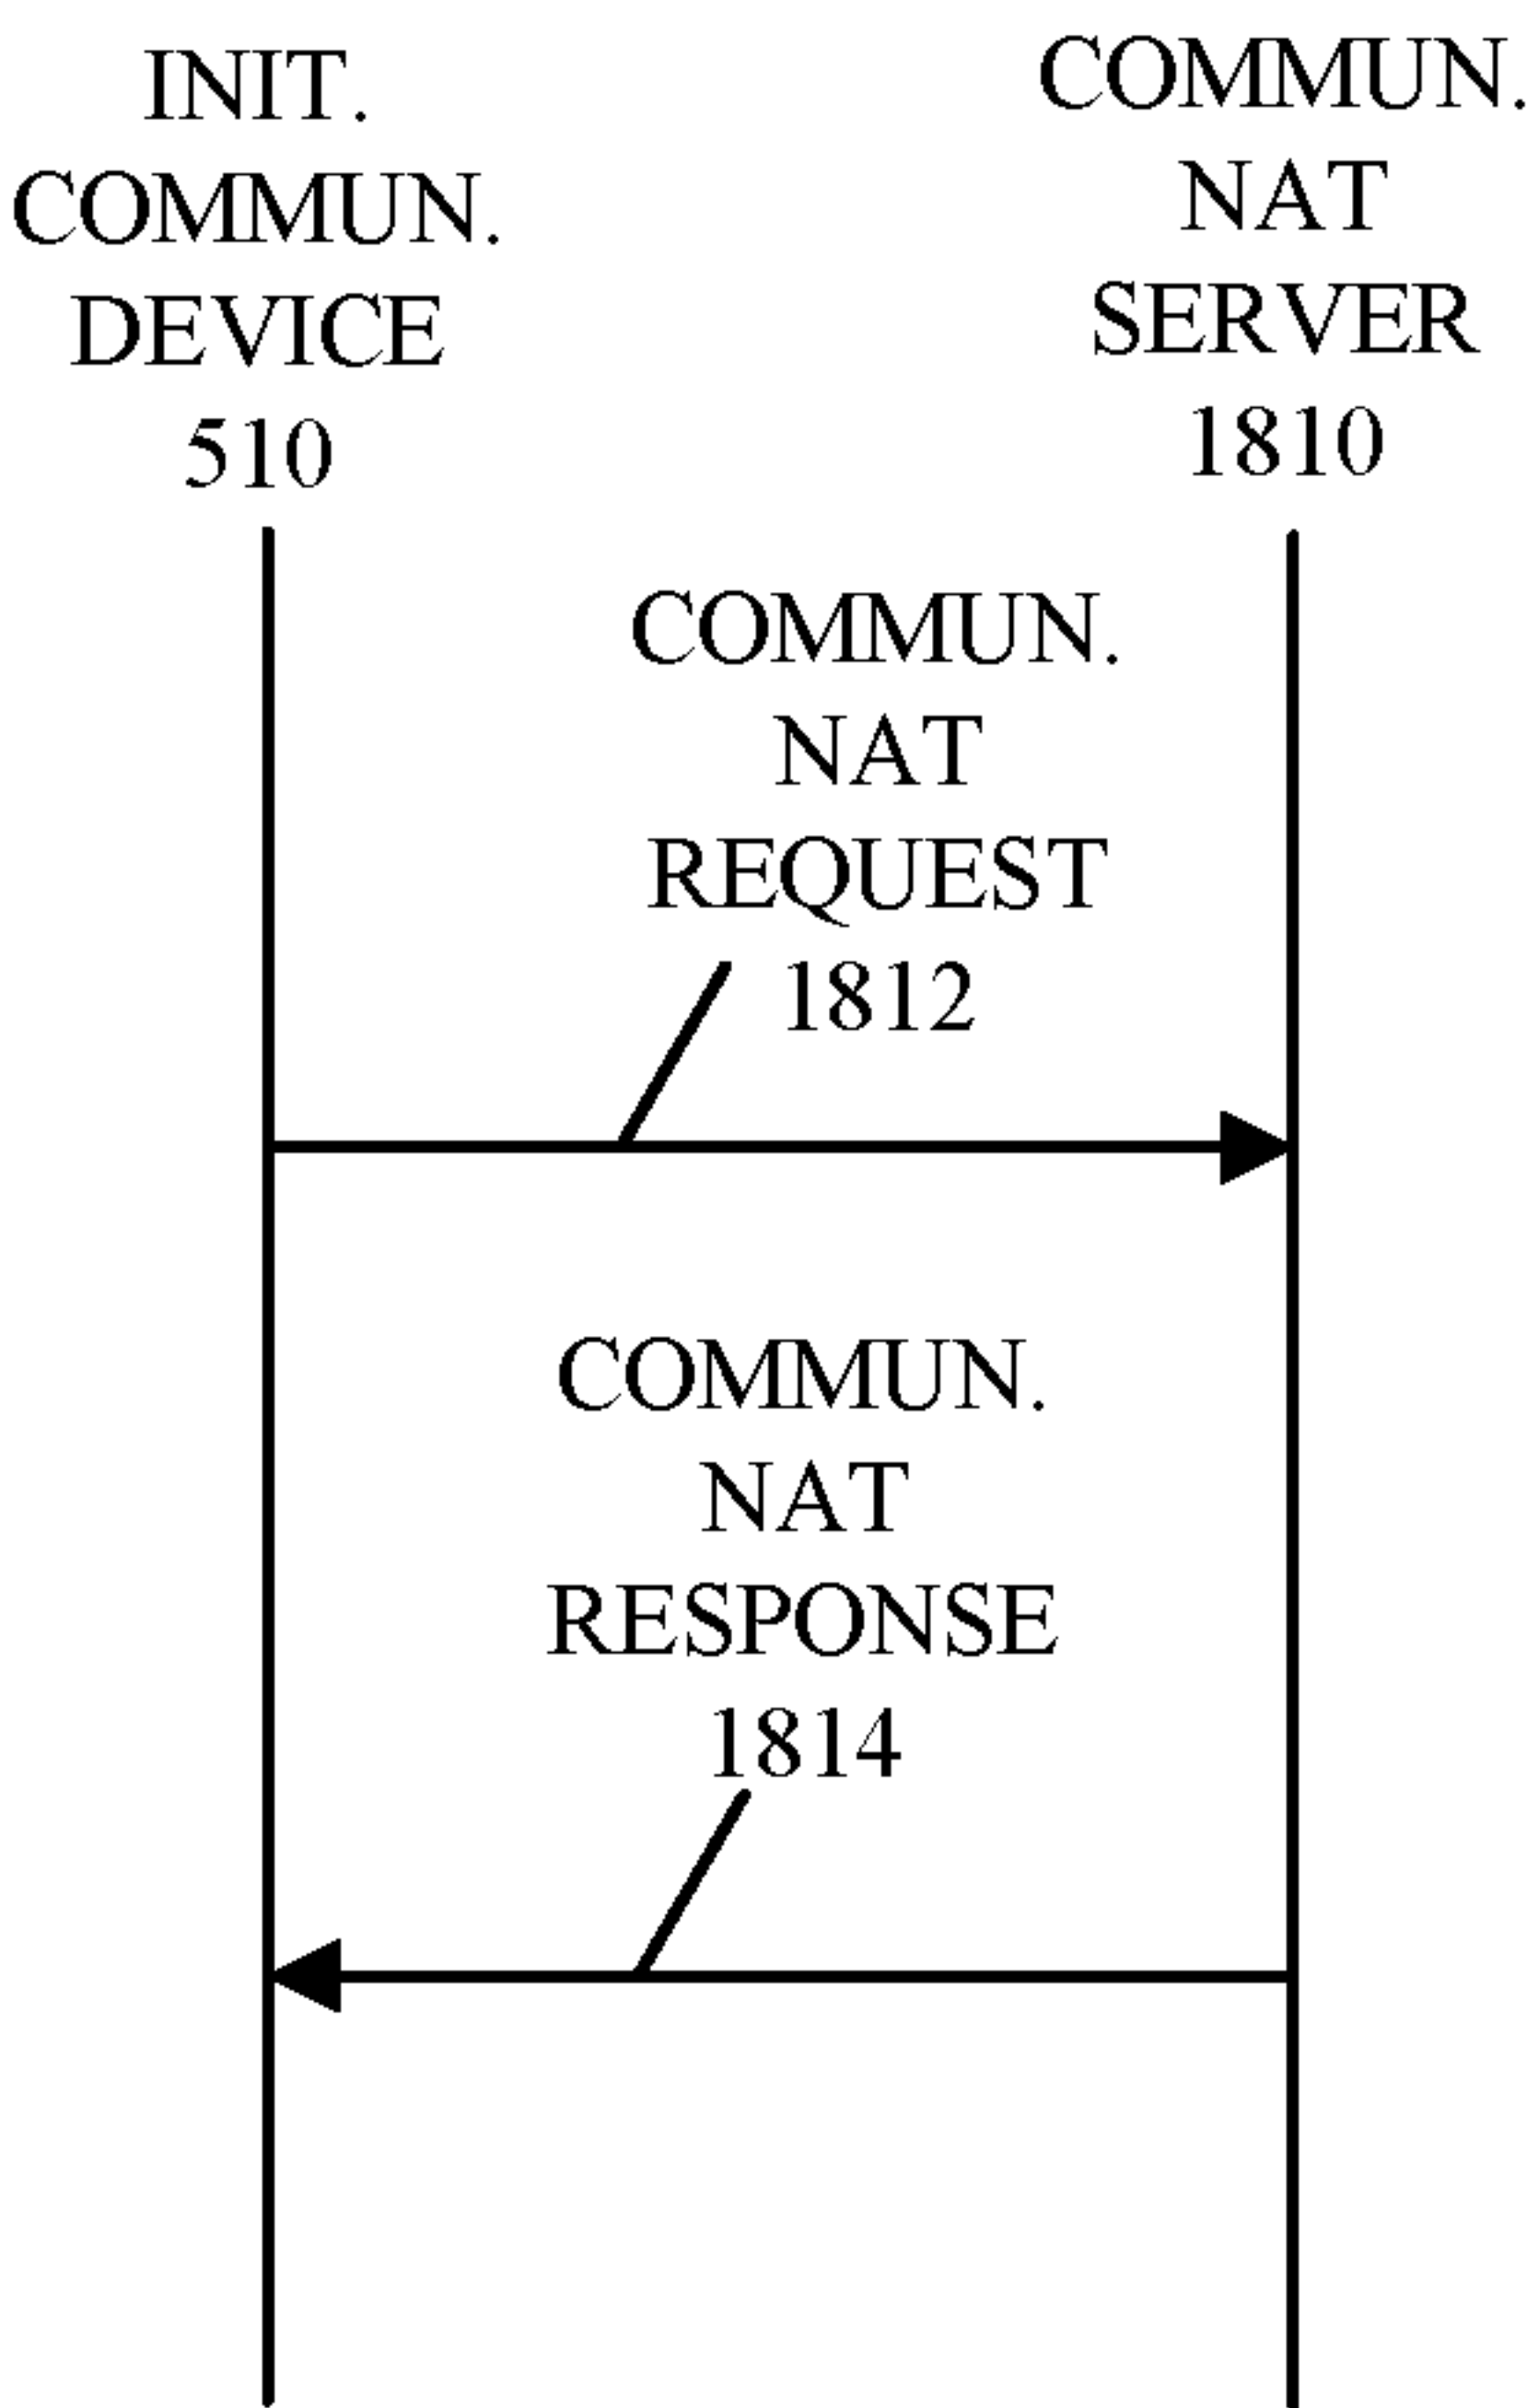 INIT.
COMMUN.
DEVICE
510
COMMUN.
NAT
SERVER
1810
COMMUN.
NAT
REQUEST
1812
COMMUN.
NAT
RESPONSE
1814